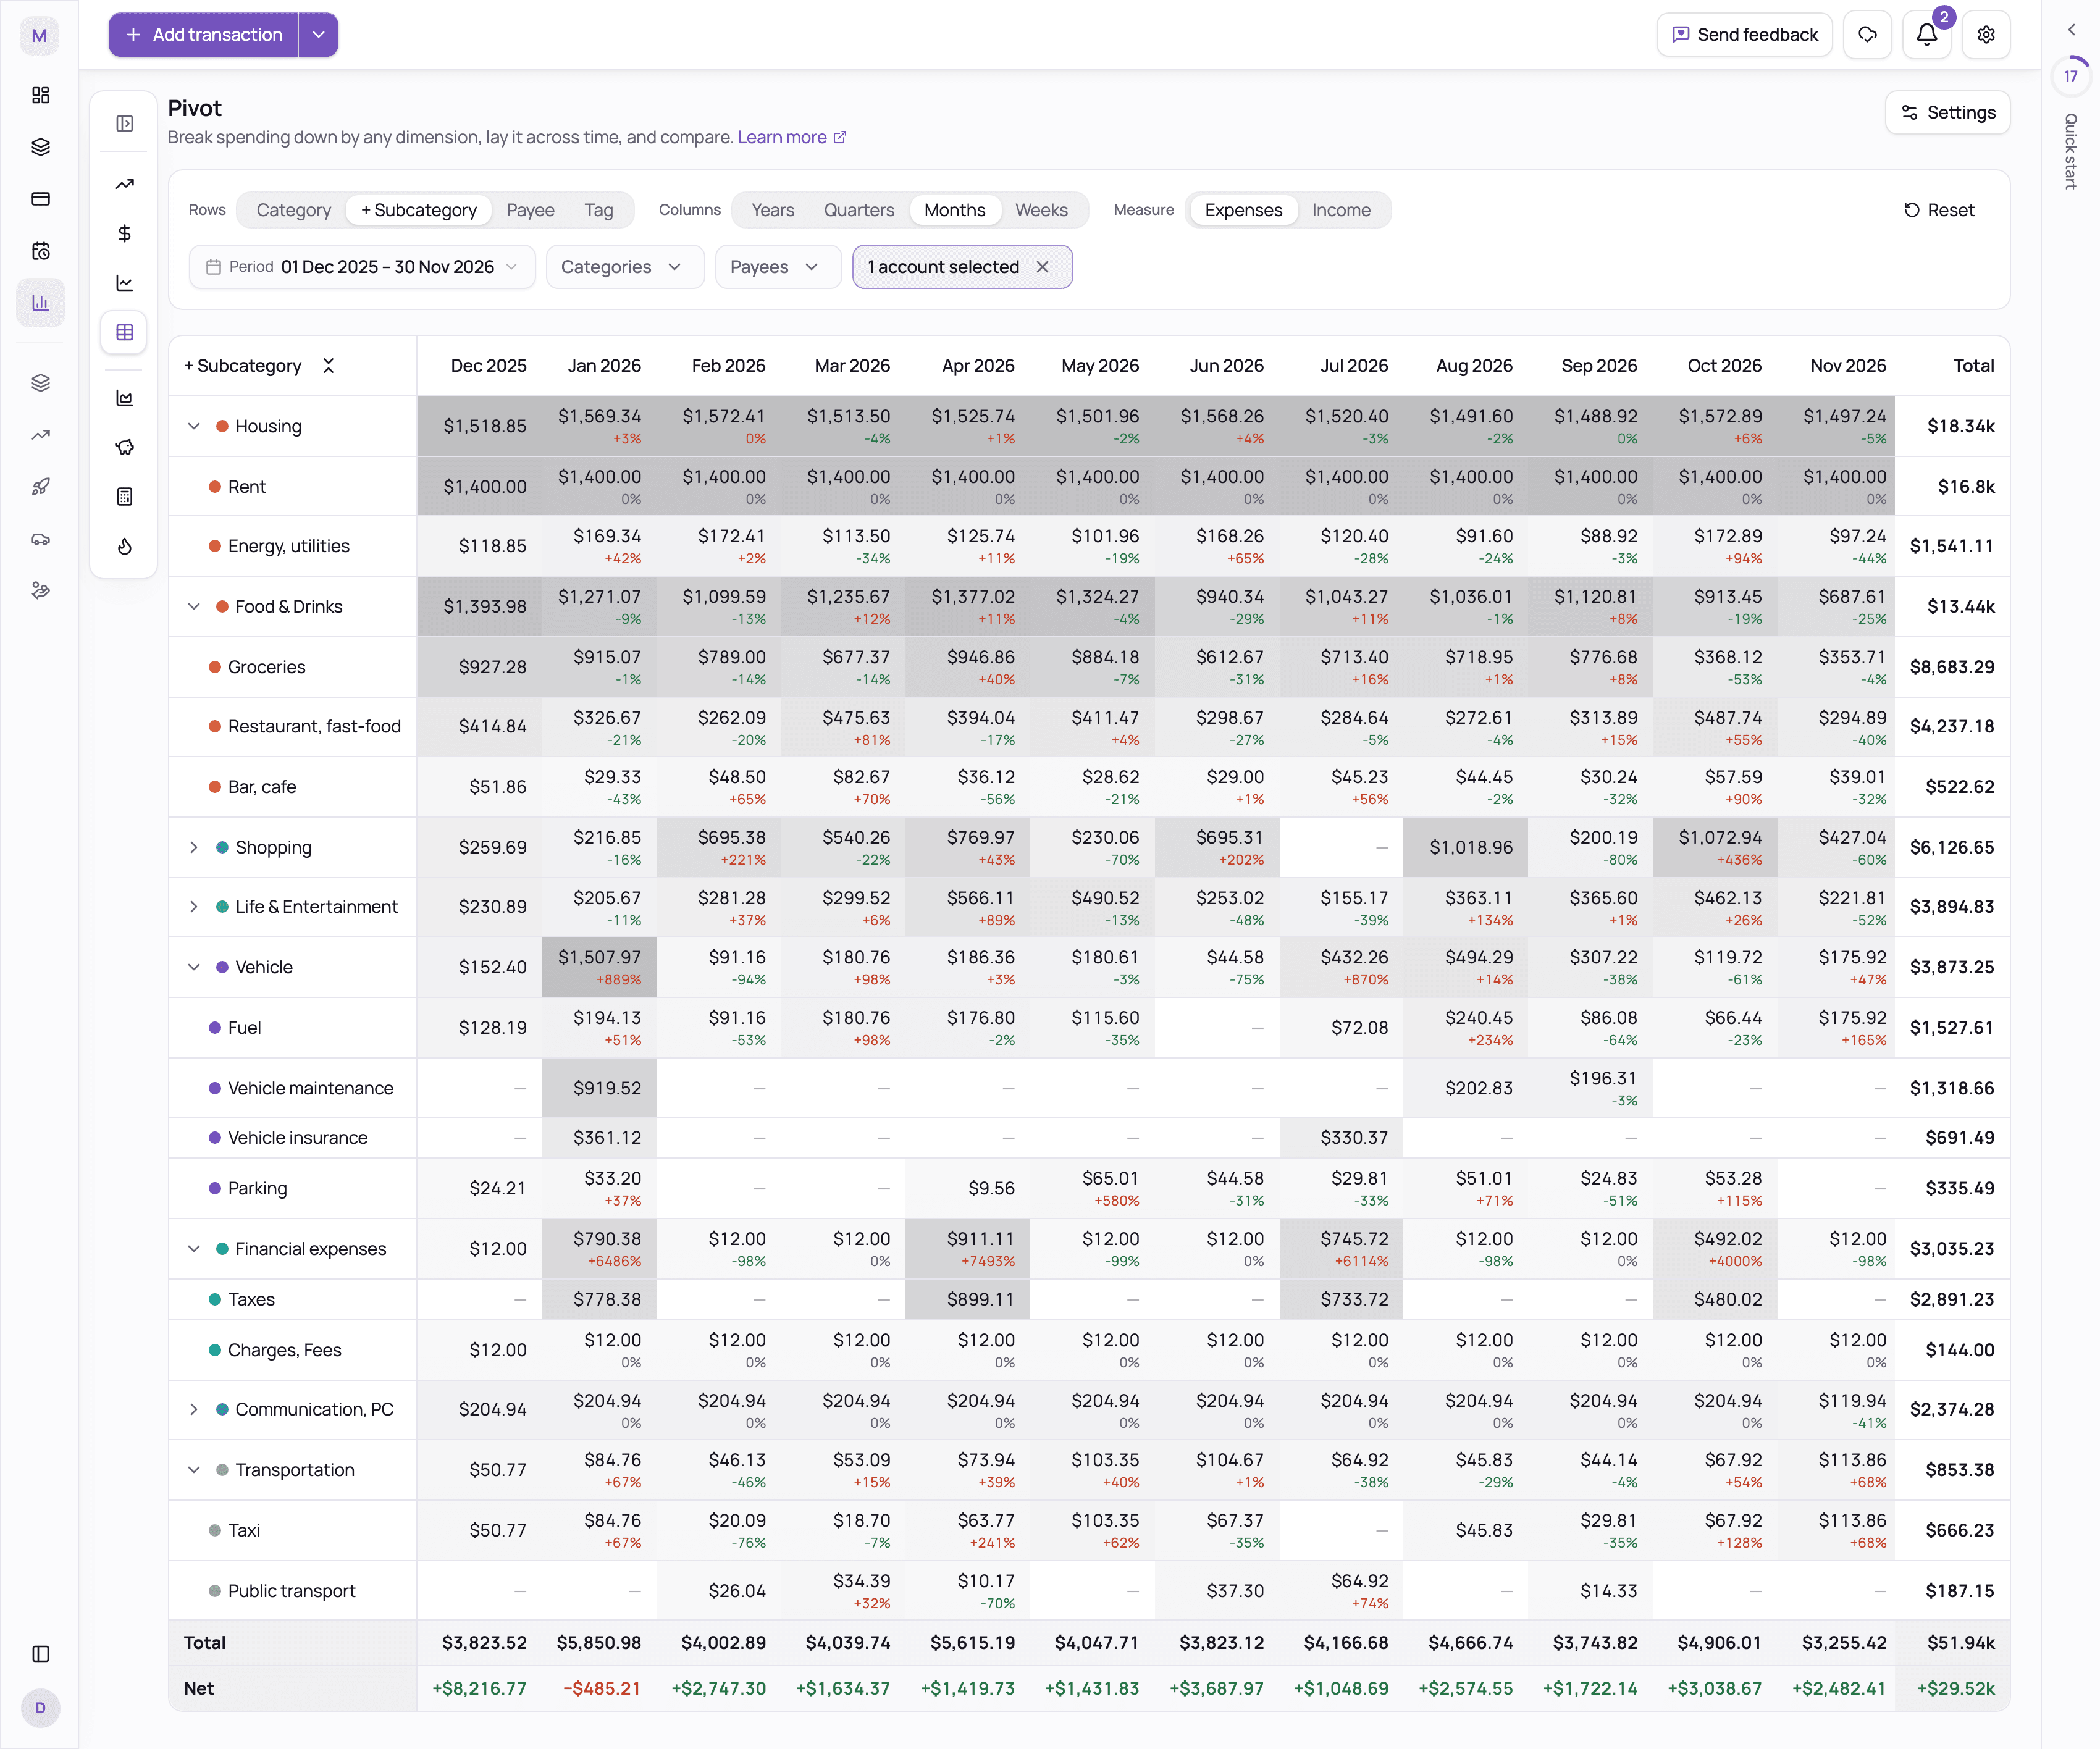 M
+ Add transaction
Send feedback
2
17
Quick start
Pivot
Break spending down by any dimension, lay it across time, and compare. Learn more
Settings
Rows Category + Subcategory Payee Tag Columns Years Quarters Months Weeks Measure Expenses Income Reset
Period 01 Dec 2025 – 30 Nov 2026 Categories Payees 1 account selected
+ Subcategory Dec 2025 Jan 2026 Feb 2026 Mar 2026 Apr 2026 May 2026 Jun 2026 Jul 2026 Aug 2026 Sep 2026 Oct 2026 Nov 2026 Total
Housing $1,518.85 $1,569.34 $1,572.41 $1,513.50 $1,525.74 $1,501.96 $1,568.26 $1,520.40 $1,491.60 $1,488.92 $1,572.89 $1,497.24 $18.34k
+3% 0% -4% +1% -2% +4% -3% -2% 0% +6% -5%
Rent $1,400.00 $1,400.00 $1,400.00 $1,400.00 $1,400.00 $1,400.00 $1,400.00 $1,400.00 $1,400.00 $1,400.00 $1,400.00 $1,400.00 $16.8k
0% 0% 0% 0% 0% 0% 0% 0% 0% 0% 0%
Energy, utilities $118.85 $169.34 $172.41 $113.50 $125.74 $101.96 $168.26 $120.40 $91.60 $88.92 $172.89 $97.24 $1,541.11
+42% +2% -34% +11% -19% +65% -28% -24% -3% +94% -44%
Food & Drinks $1,393.98 $1,271.07 $1,099.59 $1,235.67 $1,377.02 $1,324.27 $940.34 $1,043.27 $1,036.01 $1,120.81 $913.45 $687.61 $13.44k
-9% -13% +12% +11% -4% -29% +11% -1% +8% -19% -25%
Groceries $927.28 $915.07 $789.00 $677.37 $946.86 $884.18 $612.67 $713.40 $718.95 $776.68 $368.12 $353.71 $8,683.29
-1% -14% -14% +40% -7% -31% +16% +1% +8% -53% -4%
Restaurant, fast-food $414.84 $326.67 $262.09 $475.63 $394.04 $411.47 $298.67 $284.64 $272.61 $313.89 $487.74 $294.89 $4,237.18
-21% -20% +81% -17% +4% -27% -5% -4% +15% +55% -40%
Bar, cafe $51.86 $29.33 $48.50 $82.67 $36.12 $28.62 $29.00 $45.23 $44.45 $30.24 $57.59 $39.01 $522.62
-43% +65% +70% -56% -21% +1% +56% -2% -32% +90% -32%
Shopping $259.69 $216.85 $695.38 $540.26 $769.97 $230.06 $695.31 — $1,018.96 $200.19 $1,072.94 $427.04 $6,126.65
-16% +221% -22% +43% -70% +202% -80% +436% -60%
Life & Entertainment $230.89 $205.67 $281.28 $299.52 $566.11 $490.52 $253.02 $155.17 $363.11 $365.60 $462.13 $221.81 $3,894.83
-11% +37% +6% +89% -13% -48% -39% +134% +1% +26% -52%
Vehicle $152.40 $1,507.97 $91.16 $180.76 $186.36 $180.61 $44.58 $432.26 $494.29 $307.22 $119.72 $175.92 $3,873.25
+889% -94% +98% +3% -3% -75% +870% +14% -38% -61% +47%
Fuel $128.19 $194.13 $91.16 $180.76 $176.80 $115.60 — $72.08 $240.45 $86.08 $66.44 $175.92 $1,527.61
+51% -53% +98% -2% -35% +234% -64% -23% +165%
Vehicle maintenance — $919.52 — — — — — — $202.83 $196.31 — — $1,318.66
-3%
Vehicle insurance — $361.12 — — — — — $330.37 — — — — $691.49
Parking $24.21 $33.20 — — $9.56 $65.01 $44.58 $29.81 $51.01 $24.83 $53.28 — $335.49
+37% +580% -31% -33% +71% -51% +115%
Financial expenses $12.00 $790.38 $12.00 $12.00 $911.11 $12.00 $12.00 $745.72 $12.00 $12.00 $492.02 $12.00 $3,035.23
+6486% -98% 0% +7493% -99% 0% +6114% -98% 0% +4000% -98%
Taxes — $778.38 — — $899.11 — — $733.72 — — $480.02 — $2,891.23
Charges, Fees $12.00 $12.00 $12.00 $12.00 $12.00 $12.00 $12.00 $12.00 $12.00 $12.00 $12.00 $12.00 $144.00
0% 0% 0% 0% 0% 0% 0% 0% 0% 0% 0%
Communication, PC $204.94 $204.94 $204.94 $204.94 $204.94 $204.94 $204.94 $204.94 $204.94 $204.94 $204.94 $119.94 $2,374.28
0% 0% 0% 0% 0% 0% 0% 0% 0% 0% -41%
Transportation $50.77 $84.76 $46.13 $53.09 $73.94 $103.35 $104.67 $64.92 $45.83 $44.14 $67.92 $113.86 $853.38
+67% -46% +15% +39% +40% +1% -38% -29% -4% +54% +68%
Taxi $50.77 $84.76 $20.09 $18.70 $63.77 $103.35 $67.37 — $45.83 $29.81 $67.92 $113.86 $666.23
+67% -76% -7% +241% +62% -35% -35% +128% +68%
Public transport — — $26.04 $34.39 $10.17 — $37.30 $64.92 — $14.33 — — $187.15
+32% -70% +74%
Total $3,823.52 $5,850.98 $4,002.89 $4,039.74 $5,615.19 $4,047.71 $3,823.12 $4,166.68 $4,666.74 $3,743.82 $4,906.01 $3,255.42 $51.94k
Net +$8,216.77 −$485.21 +$2,747.30 +$1,634.37 +$1,419.73 +$1,431.83 +$3,687.97 +$1,048.69 +$2,574.55 +$1,722.14 +$3,038.67 +$2,482.41 +$29.52k
D